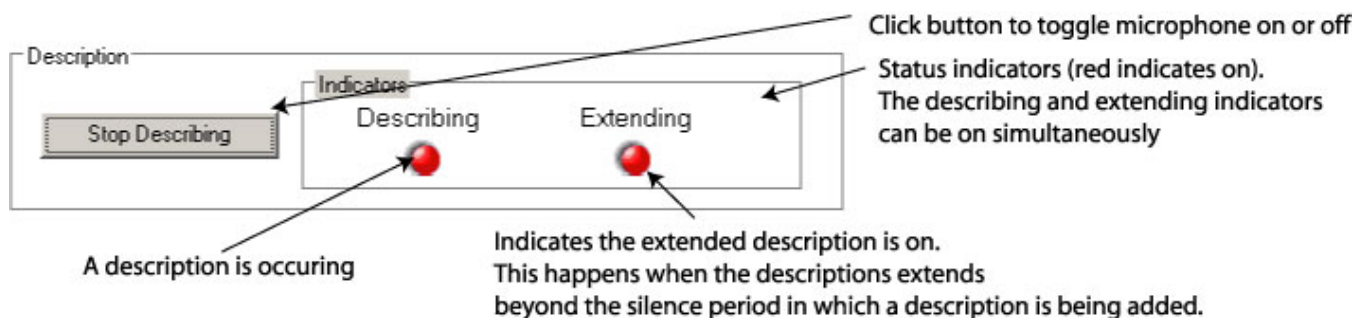 Click button to toggle microphone on or off
Description
Status indicators (red indicates on).
Indicators
The describing and extending indicators
Describing
Extending
can be on simultaneously
Stop Describing
Indicates the extended description is on.
A description is occuring
This happens when the descriptions extends
beyond the silence period in which a description is being added.